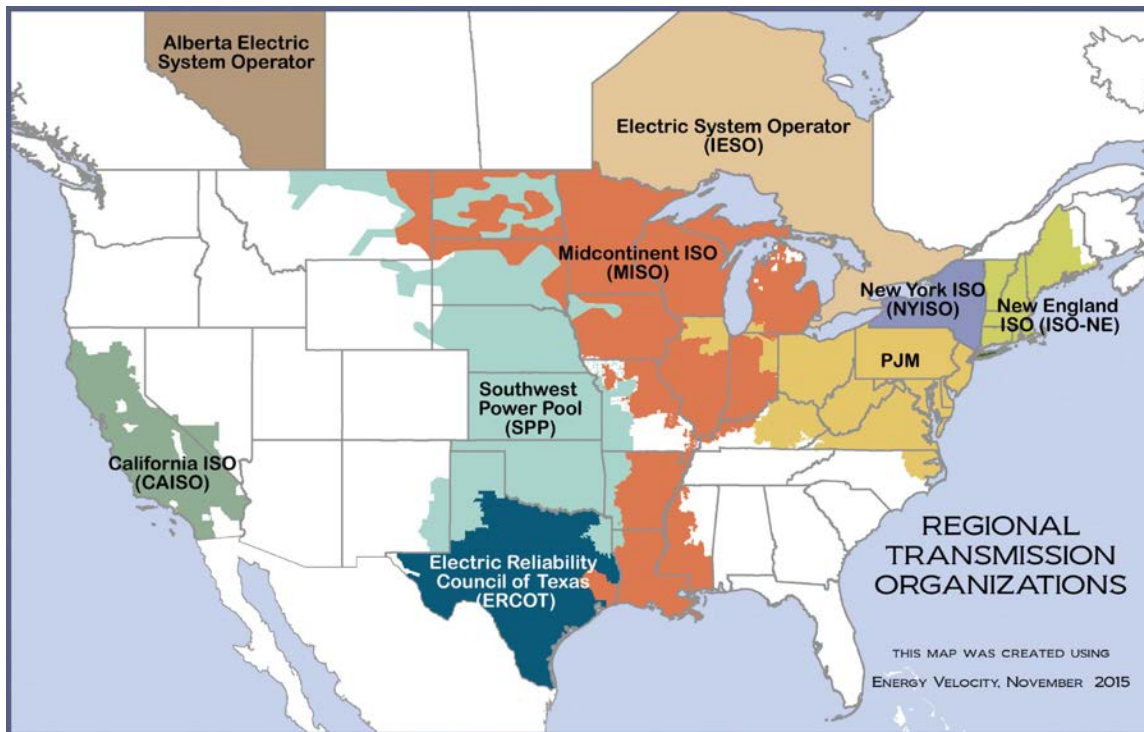 Alberta Electric
System Operator
Electric System Operator
(IESO)
Midcontinent ISO
(MISO)
New York ISO
(NYISO)
New England
ISO (ISO-NE)
PJM
Southwest
Power Pool
(SPP)
California ISO
(CAISO)
Electric Reliability
Council of Texas
(ERCOT)
REGIONAL
TRANSMISSION
ORGANIZATIONS
THIS MAP WAS CREATED USING
ENERGY VELOCITY, NOVEMBER 2015